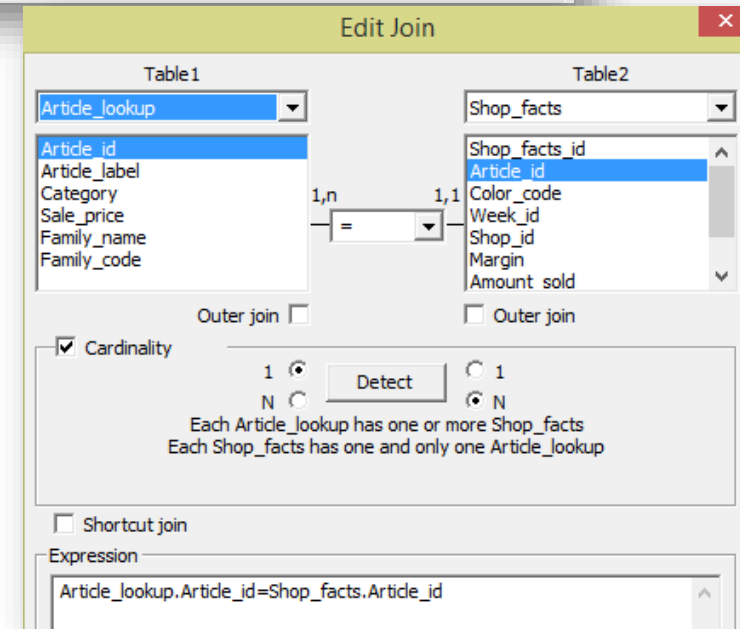 Edit Join
Table1 Table2
Article_lookup Shop_facts
Article_id
Article_label
Category
Sale_price
Family_name
Family_code
1,n 1,1
=
Shop_facts_id
Article_id
Color_code
Week_id
Shop_id
Margin
Amount_sold
Outer join Outer join
Cardinality
1 Detect 1
N N
Each Article_lookup has one or more Shop_facts
Each Shop_facts has one and only one Article_lookup
Shortcut join
Expression
Article_lookup.Article_id=Shop_facts.Article_id